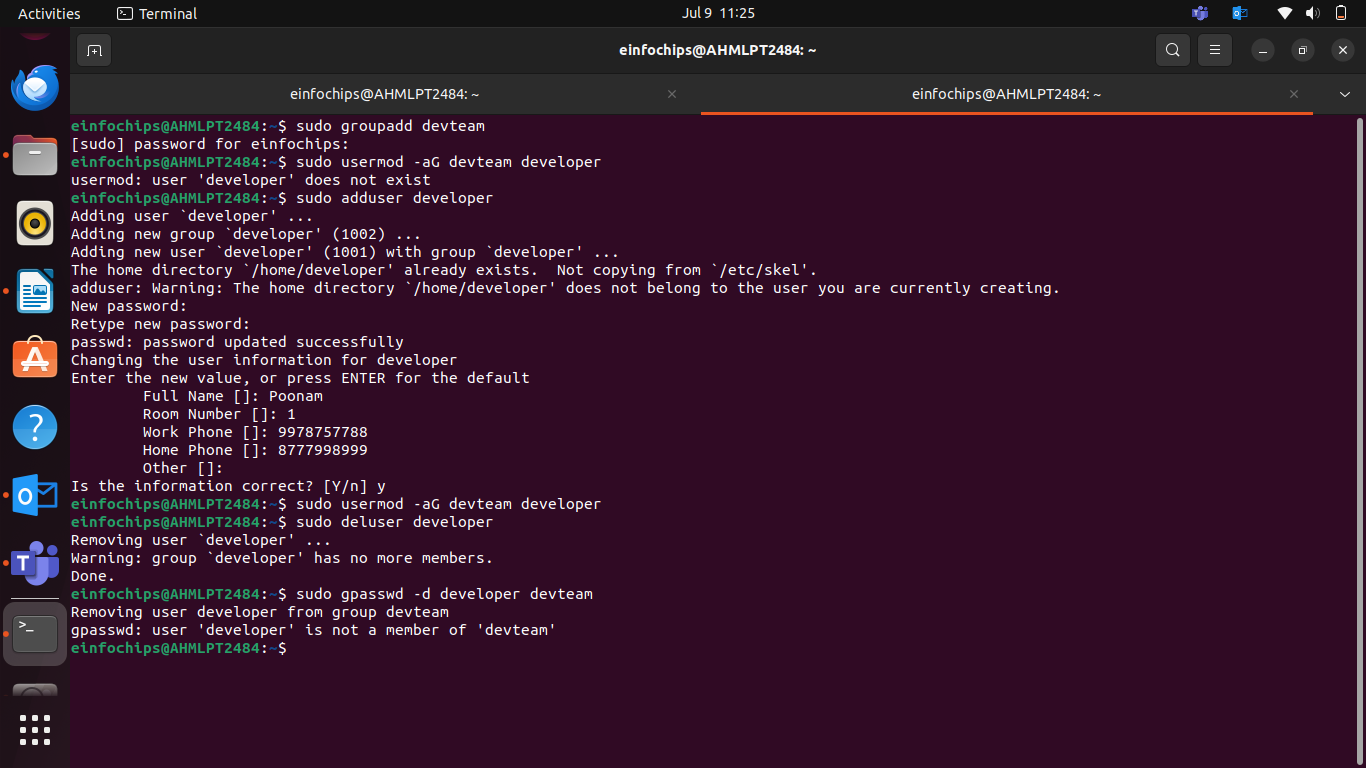 Activities
Terminal
Jul 9 11:25
einfochips@AHMLPT2484: ~
einfochips@AHMLPT2484: ~
einfochips@AHMLPT2484: ~
einfochips@AHMLPT2484:~$ sudo groupadd devteam
[sudo] password for einfochips:
einfochips@AHMLPT2484:~$ sudo usermod -aG devteam developer
usermod: user 'developer' does not exist
einfochips@AHMLPT2484:~$ sudo adduser developer
Adding user `developer' ...
Adding new group `developer' (1002) ...
Adding new user `developer' (1001) with group `developer' ...
The home directory `/home/developer' already exists.  Not copying from `/etc/skel'.
adduser: Warning: The home directory `/home/developer' does not belong to the user you are currently creating.
New password:
Retype new password:
passwd: password updated successfully
Changing the user information for developer
Enter the new value, or press ENTER for the default
        Full Name []: Poonam
        Room Number []: 1
        Work Phone []: 9978757788
        Home Phone []: 8777998999
        Other []:
Is the information correct? [Y/n] y
einfochips@AHMLPT2484:~$ sudo usermod -aG devteam developer
einfochips@AHMLPT2484:~$ sudo deluser developer
Removing user `developer' ...
Warning: group `developer' has no more members.
Done.
einfochips@AHMLPT2484:~$ sudo gpasswd -d developer devteam
Removing user developer from group devteam
gpasswd: user 'developer' is not a member of 'devteam'
einfochips@AHMLPT2484:~$